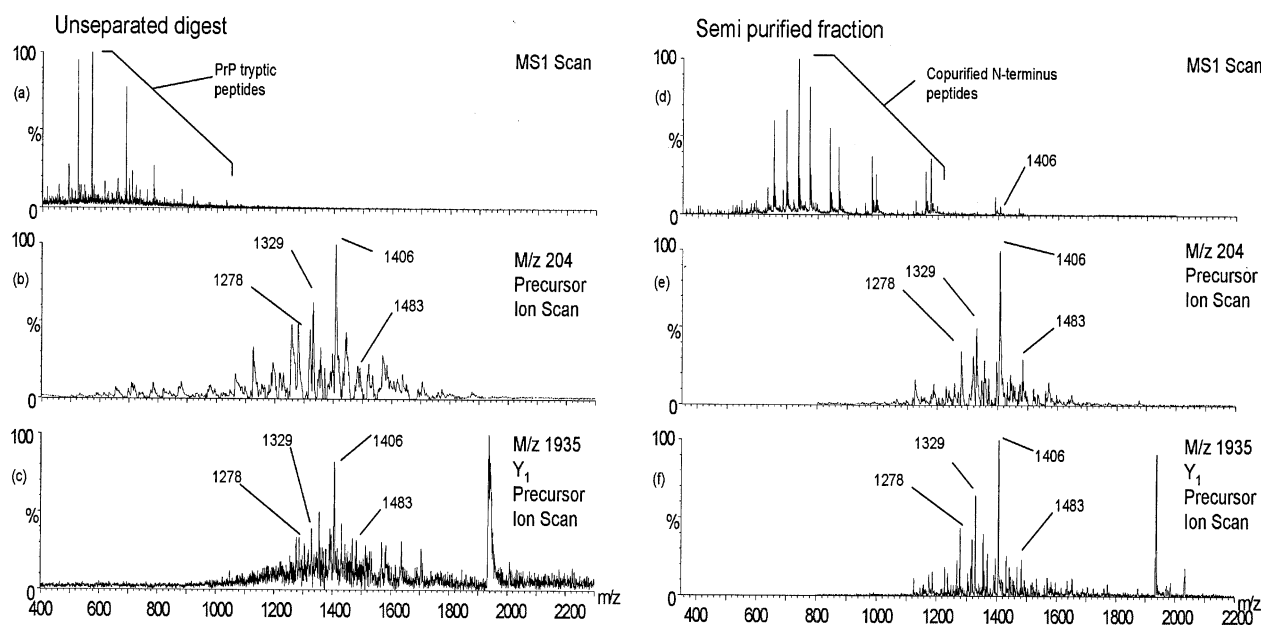 Unseparated digest
100
MS1 Scan
PrP tryptic
peptides
(a)
%
0
100
1329
1406
M/z 204
Precursor
Ion Scan
(b)
1278
1483
%
0
100
1329
1406
M/z 1935
Y1
Precursor
Ion Scan
(c)
1278
1483
%
0
400 600 800 1000 1200 1400 1600 1800 2000 2200 m/z
Semi purified fraction
100
MS1 Scan
Copurified N-terminus
peptides
(d)
%
1406
0
100
1406
M/z 204
Precursor
Ion Scan
1329
(e)
1278
1483
%
0
100
1329
1406
M/z 1935
Y1
Precursor
Ion Scan
(f)
1278
1483
%
0
400 600 800 1000 1200 1400 1600 1800 2000 2200
m/z